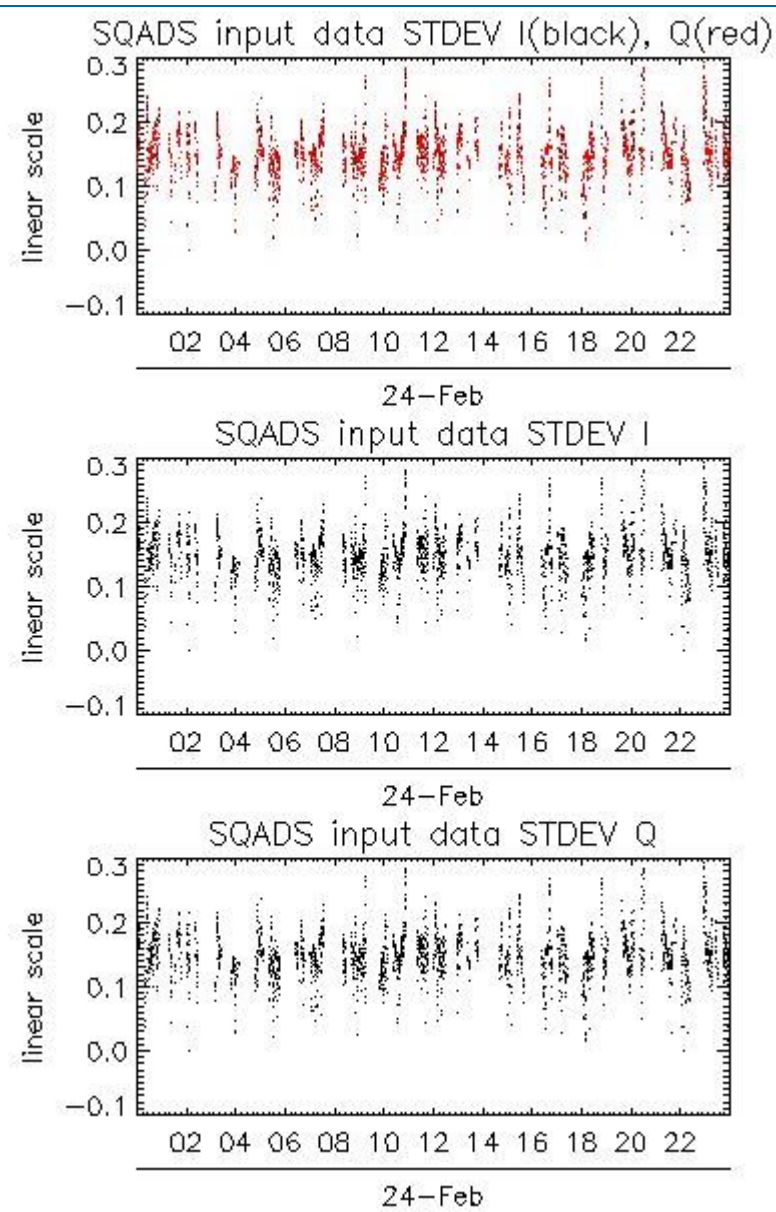 SQADS input data STDEV I(black), Q(red)
0.3
0.2
0.1
0.0
−0.1
linear scale
02 04 06 08 10 12 14 16 18 20 22
24−Feb
SQADS input data STDEV I
0.3
0.2
0.1
0.0
−0.1
linear scale
02 04 06 08 10 12 14 16 18 20 22
24−Feb
SQADS input data STDEV Q
0.3
0.2
0.1
0.0
−0.1
linear scale
02 04 06 08 10 12 14 16 18 20 22
24−Feb